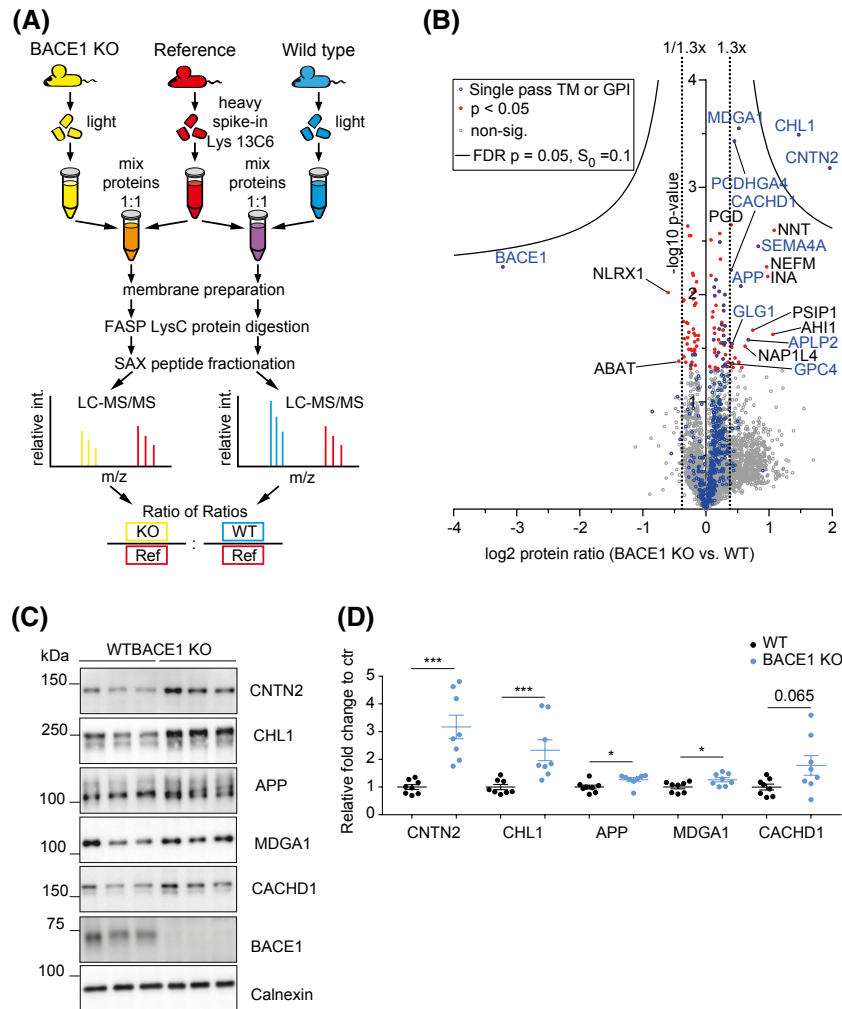 (A)
BACE1 KO
Reference
Wild type
light
heavy
spike-in
Lys 13C6
light
mix
proteins
1:1
mix
proteins
1:1
membrane preparation
FASP LysC protein digestion
SAX peptide fractionation
relative int.
LC-MS/MS
m/z
relative int.
LC-MS/MS
m/z
Ratio of Ratios
KO
Ref
:
WT
Ref
(B)
1/1.3x
1.3x
Single pass TM or GPI
p < 0.05
non-sig.
FDR p = 0.05, S0 =0.1
4
3
2
1
-log10 p-value
MDGA1
CHL1
CNTN2
PCDHGA4
CACHD1
PGD
NNT
SEMA4A
NEFM
INA
APP
BACE1
NLRX1
GLG1
PSIP1
AHI1
APLP2
NAP1L4
GPC4
ABAT
-4
-3
-2
-1
0
1
2
log2 protein ratio (BACE1 KO vs. WT)
(C)
kDa
WTBACE1 KO
150
CNTN2
250
CHL1
APP
100
MDGA1
100
CACHD1
150
75
BACE1
100
Calnexin
(D)
WT
BACE1 KO
Relative fold change to ctr
5
4
3
2
1
0
***
***
*
*
0.065
CNTN2
CHL1
APP
MDGA1
CACHD1